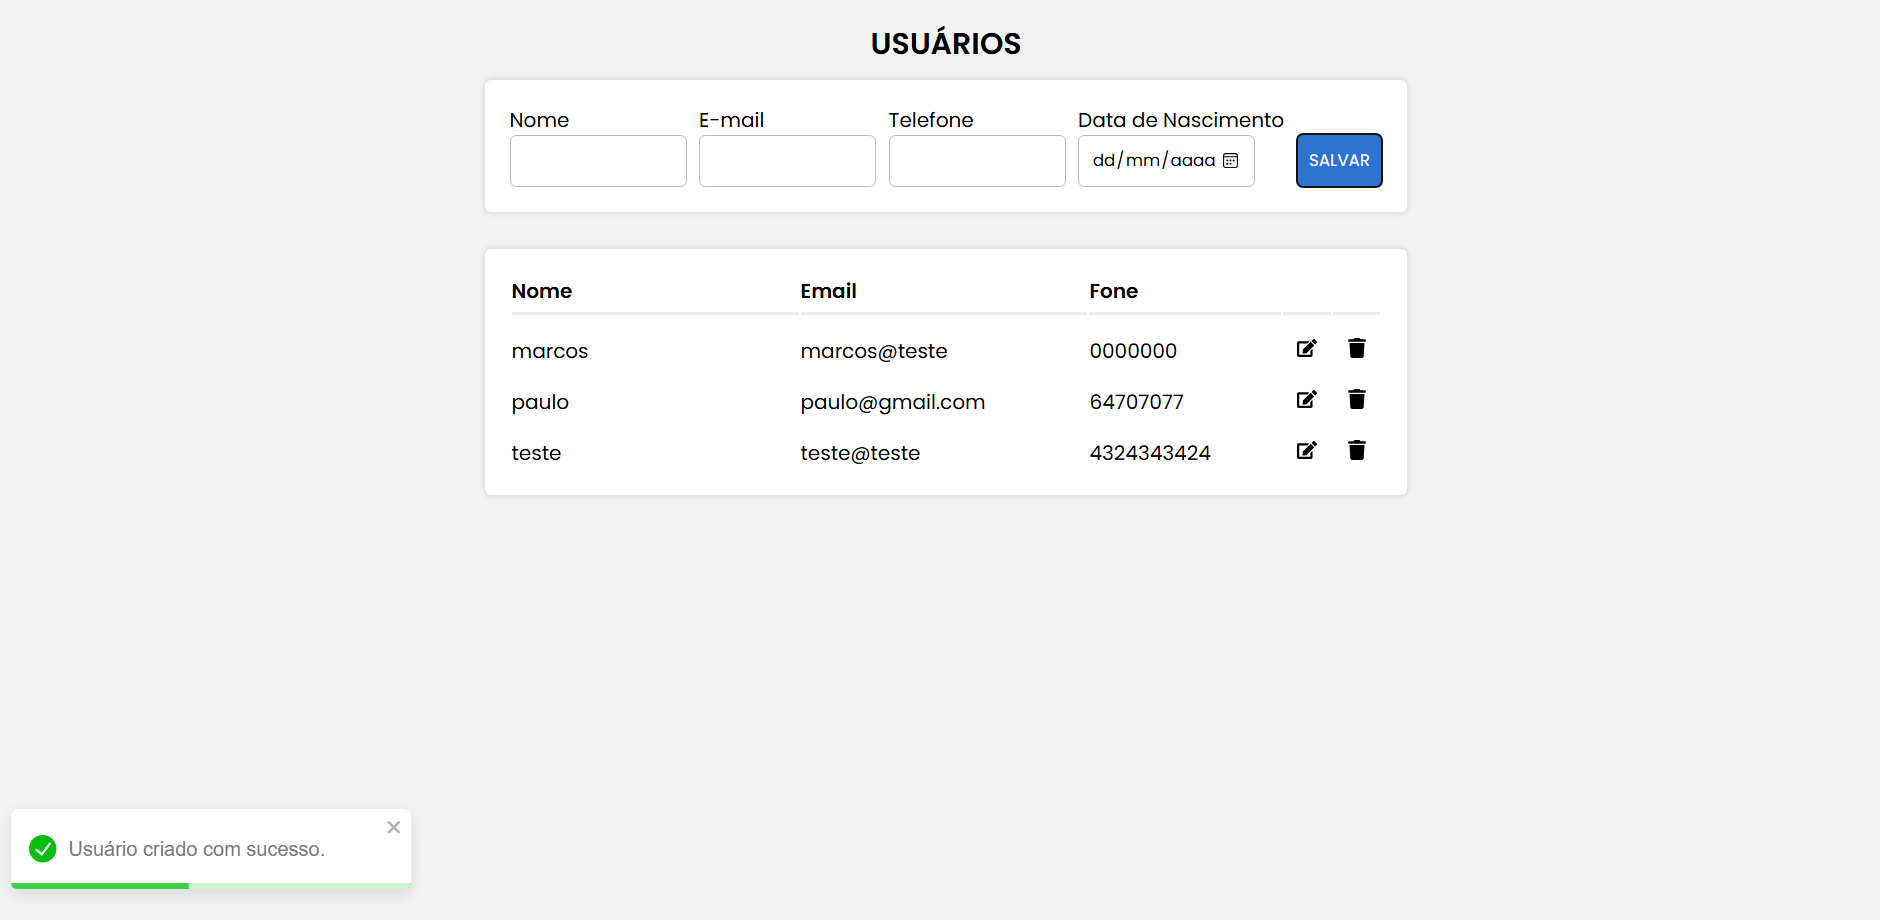 USUÁRIOS
Nome E-mail Telefone Data de Nascimento
dd/mm/aaaa SALVAR
Nome Email Fone
marcos marcos@teste 0000000
paulo paulo@gmail.com 64707077
teste teste@teste 4324343424
Usuário criado com sucesso.